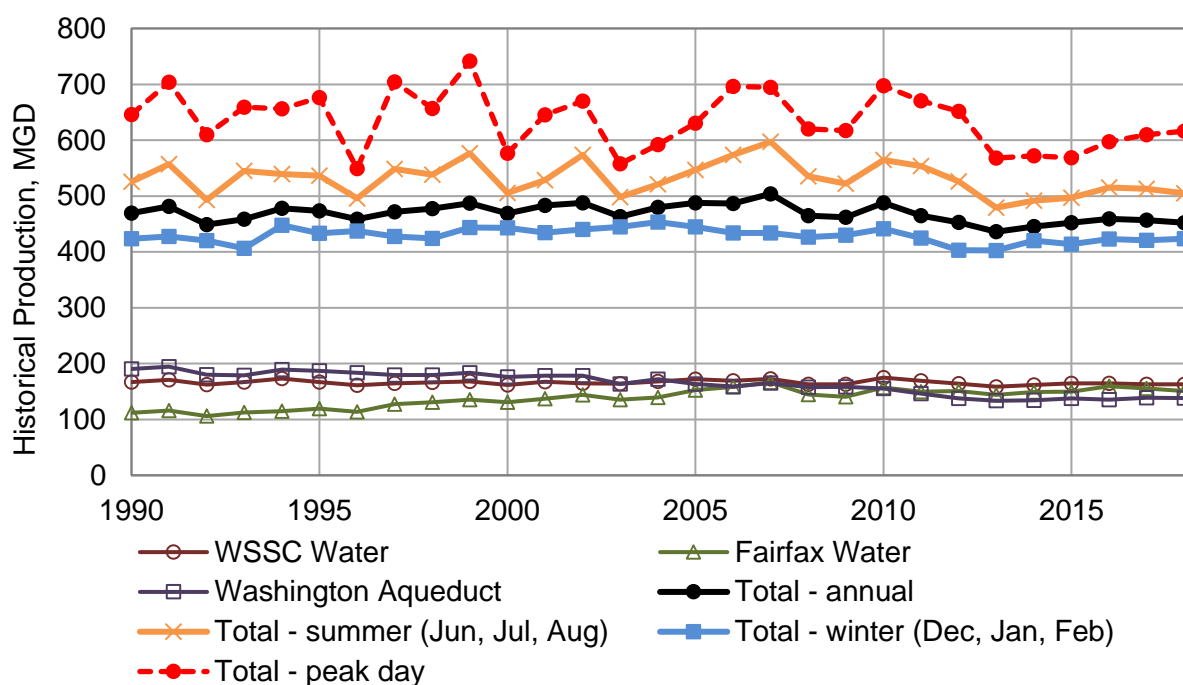 800
700
600
500
400
300
200
100
0
Historical Production, MGD
1990 1995 2000 2005 2010 2015
WSSC Water Fairfax Water
Washington Aqueduct Total - annual
Total - summer (Jun, Jul, Aug) Total - winter (Dec, Jan, Feb)
Total - peak day